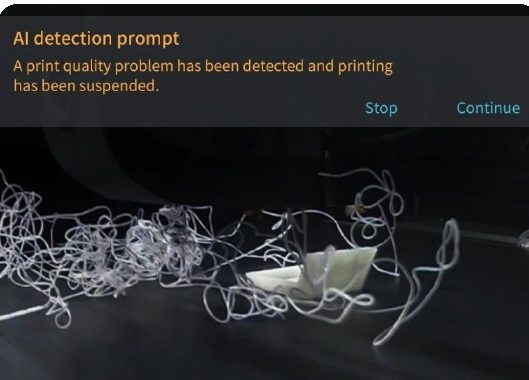 AI detection prompt
A print quality problem has been detected and printing
has been suspended.
Stop Continue